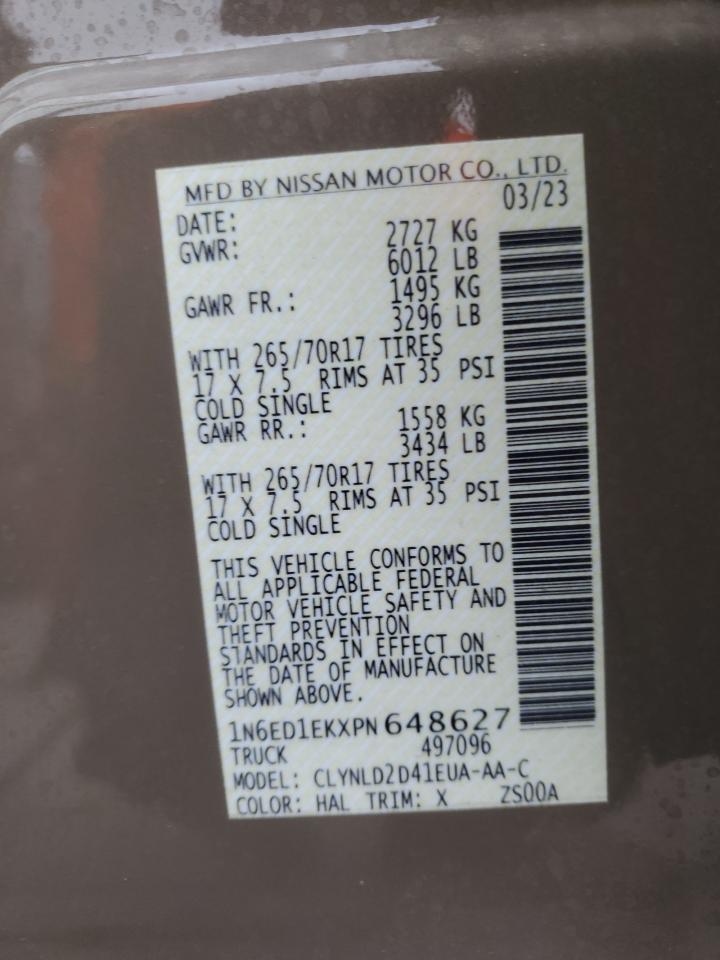 MFD BY NISSAN MOTOR CO., LTD.
DATE: 03/23
GVWR: 2727 KG
6012 LB
GAWR FR.: 1495 KG
3296 LB
WITH 265/70R17 TIRES
17 X 7.5 RIMS AT 35 PSI
COLD SINGLE
GAWR RR.: 1558 KG
3434 LB
WITH 265/70R17 TIRES
17 X 7.5 RIMS AT 35 PSI
COLD SINGLE
THIS VEHICLE CONFORMS TO
ALL APPLICABLE FEDERAL
MOTOR VEHICLE SAFETY AND
THEFT PREVENTION
STANDARDS IN EFFECT ON
THE DATE OF MANUFACTURE
SHOWN ABOVE.
1N6ED1EKXPN648627
TRUCK 497096
MODEL: CLYNLD2D41EUA-AA-C
COLOR: HAL TRIM: X ZS00A